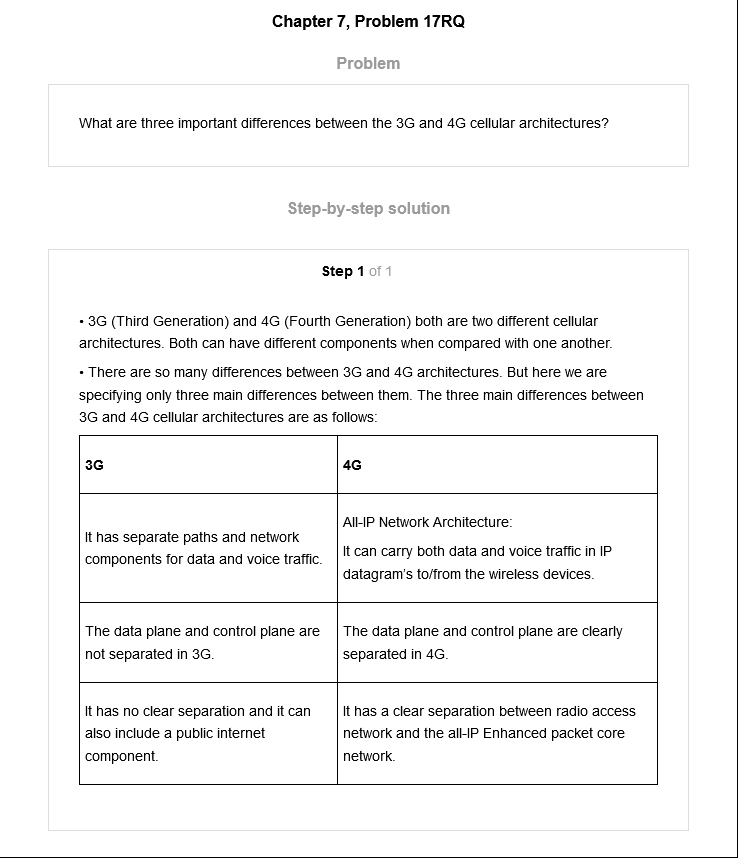 Chapter 7, Problem 17RQ
Problem
What are three important differences between the 3G and 4G cellular architectures?
Step-by-step solution
Step 1 of 1
• 3G (Third Generation) and 4G (Fourth Generation) both are two different cellular
architectures. Both can have different components when compared with one another.
• There are so many differences between 3G and 4G architectures. But here we are
specifying only three main differences between them. The three main differences between
3G and 4G cellular architectures are as follows:
3G
4G
It has separate paths and network
components for data and voice traffic.
All-IP Network Architecture:
It can carry both data and voice traffic in IP
datagram's to/from the wireless devices.
The data plane and control plane are
not separated in 3G.
The data plane and control plane are clearly
separated in 4G.
It has no clear separation and it can
also include a public internet
component.
It has a clear separation between radio access
network and the all-IP Enhanced packet core
network.